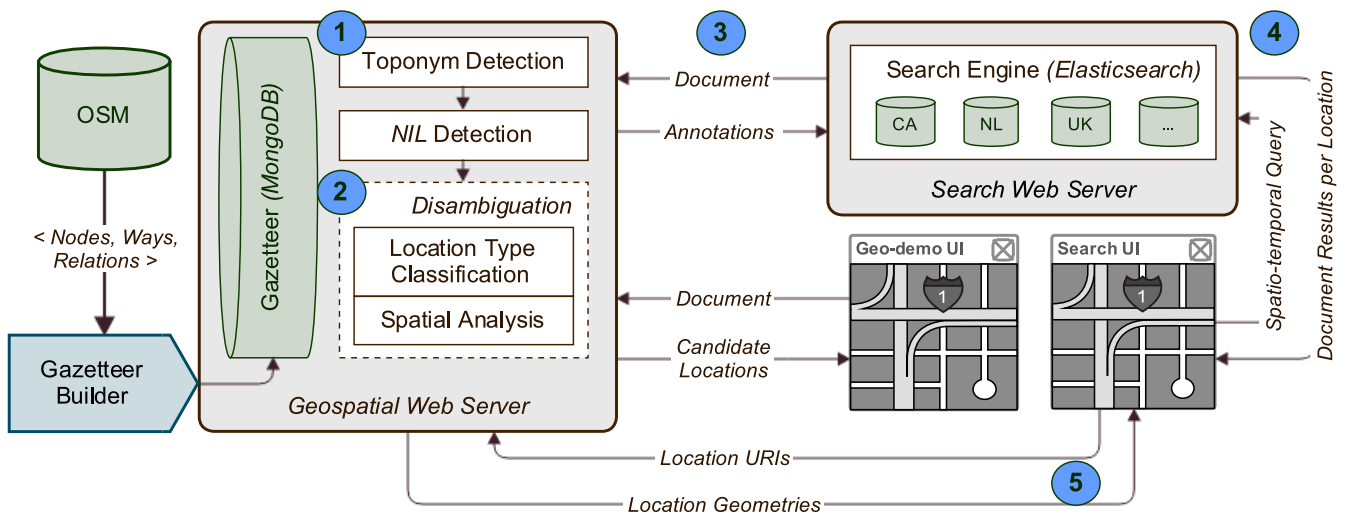 1
3
4
Toponym Detection
Document
Search Engine (Elasticsearch)
OSM
CA
NL
UK
...
NIL Detection
Annotations
Gazetteer (MongoDB)
2
Search Web Server
Disambiguation
< Nodes, Ways,
Relations >
Location Type
Classification
Geo-demo UI
Search UI
Spatio-temporal Query
Document Results per Location
Document
1
1
Spatial Analysis
Candidate
Locations
Gazetteer
Builder
Geospatial Web Server
Location URIs
5
Location Geometries